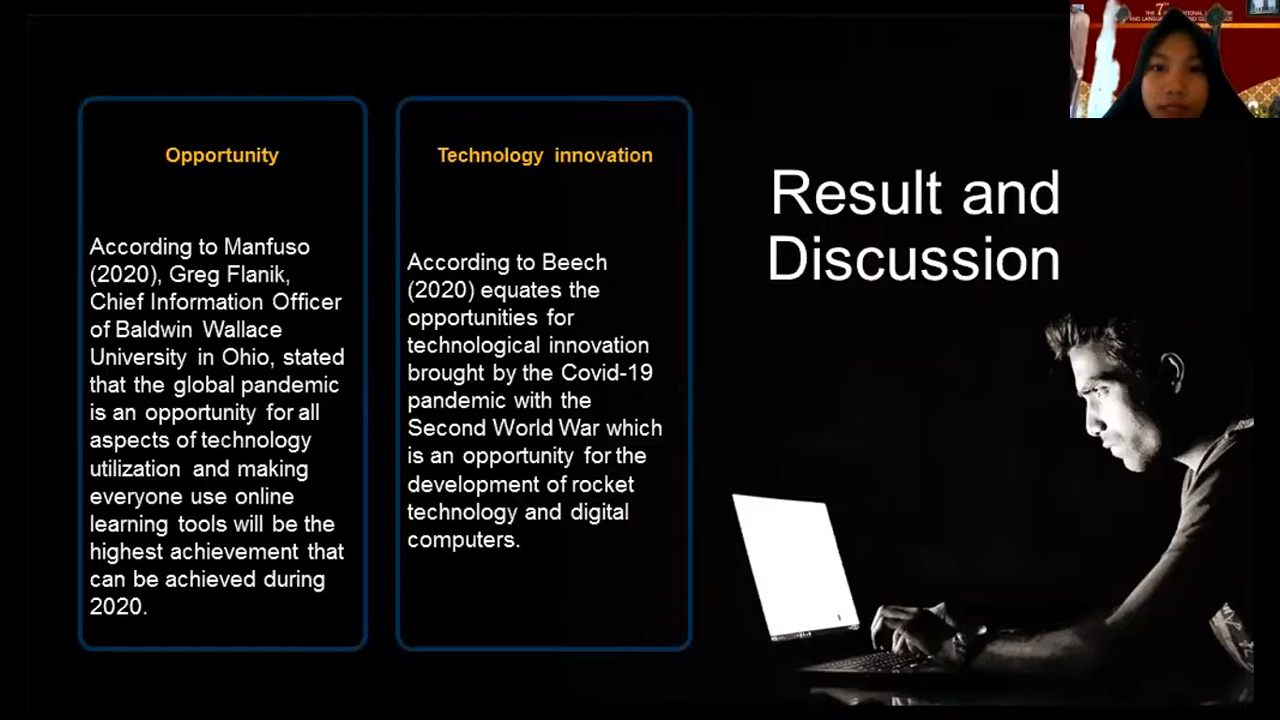 THE 7TH
AND LANGUAGE
Opportunity
According to Manfuso
(2020), Greg Flanik,
Chief Information Officer
of Baldwin Wallace
University in Ohio, stated
that the global pandemic
is an opportunity for all
aspects of technology
utilization and making
everyone use online
learning tools will be the
highest achievement that
can be achieved during
2020.
Technology innovation
According to Beech
(2020) equates the
opportunities for
technological innovation
brought by the Covid-19
pandemic with the
Second World War which
is an opportunity for the
development of rocket
technology and digital
computers.
Result and
Discussion